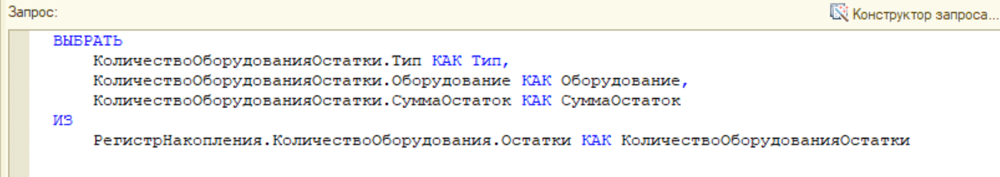 Запрос:
Конструктор запроса...
ВЫБРАТЬ
КоличествоОборудованияОстатки.Тип КАК Тип,
КоличествоОборудованияОстатки.Оборудование КАК Оборудование,
КоличествоОборудованияОстатки.СуммаОстаток КАК СуммаОстаток
ИЗ
РегистрНакопления.КоличествоОборудования.Остатки КАК КоличествоОборудованияОстатки